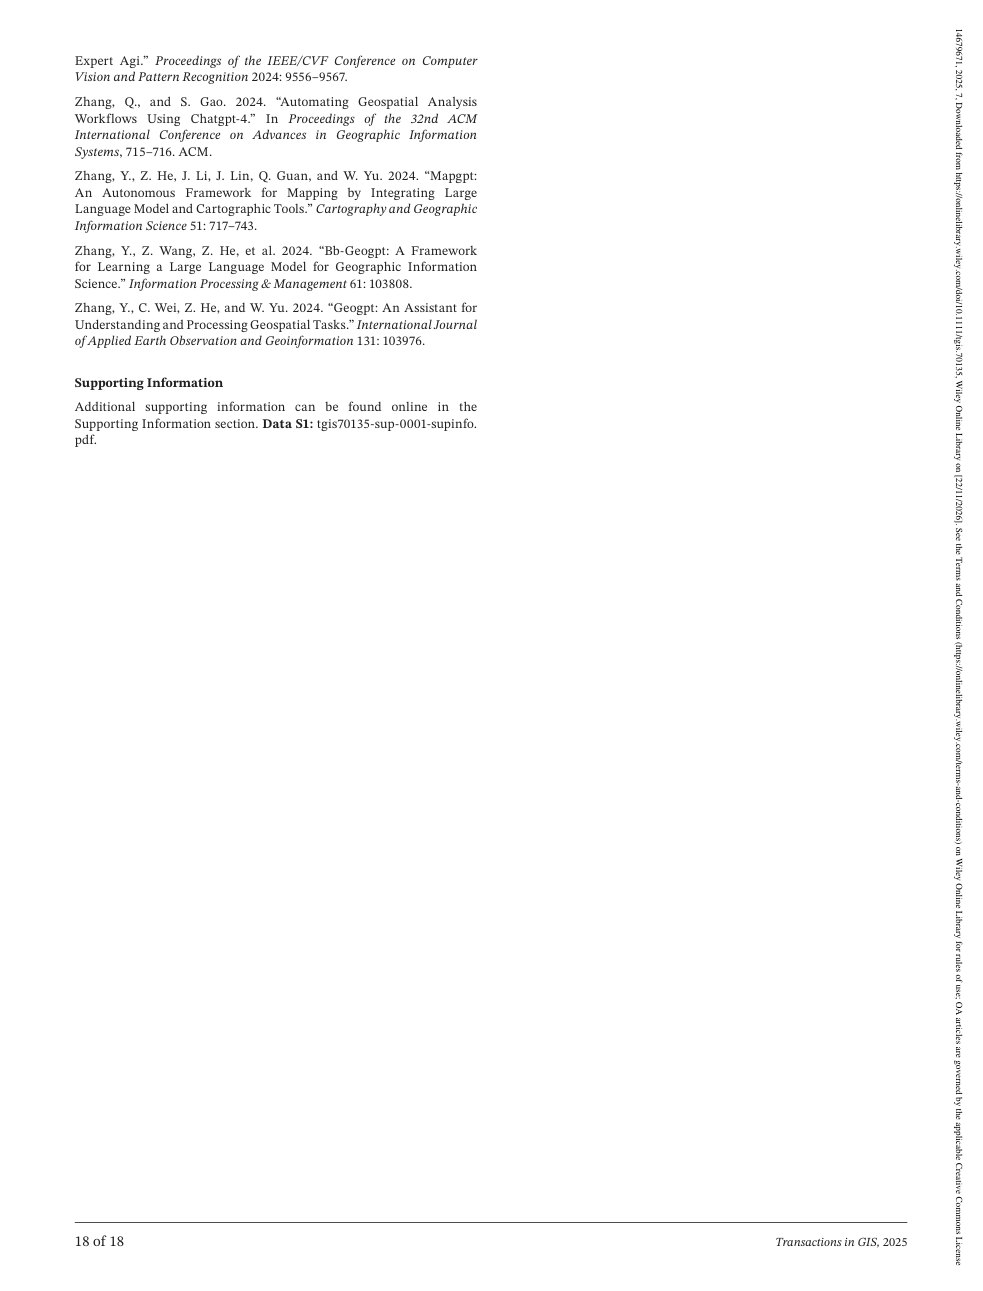 Expert Agi.” Proceedings of the IEEE/CVF Conference on Computer
Vision and Pattern Recognition 2024: 9556–9567.
Zhang, Q., and S. Gao. 2024. “Automating Geospatial Analysis
Workflows Using Chatgpt-4.” In Proceedings of the 32nd ACM
International Conference on Advances in Geographic Information
Systems, 715–716. ACM.
Zhang, Y., Z. He, J. Li, J. Lin, Q. Guan, and W. Yu. 2024. “Mapgpt:
An Autonomous Framework for Mapping by Integrating Large
Language Model and Cartographic Tools.” Cartography and Geographic
Information Science 51: 717–743.
Zhang, Y., Z. Wang, Z. He, et al. 2024. “Bb-Geogpt: A Framework
for Learning a Large Language Model for Geographic Information
Science.” Information Processing & Management 61: 103808.
Zhang, Y., C. Wei, Z. He, and W. Yu. 2024. “Geogpt: An Assistant for
Understanding and Processing Geospatial Tasks.” International Journal
of Applied Earth Observation and Geoinformation 131: 103976.
Supporting Information
Additional supporting information can be found online in the
Supporting Information section. Data S1: tgis70135-sup-0001-supinfo.
pdf.
18 of 18
Transactions in GIS, 2025
14679671, 2025, 7, Downloaded from https://onlinelibrary.wiley.com/doi/10.1111/tgis.70135, Wiley Online Library on [22/11/2026]. See the Terms and Conditions (https://onlinelibrary.wiley.com/terms-and-conditions) on Wiley Online Library for rules of use; OA articles are governed by the applicable Creative Commons License